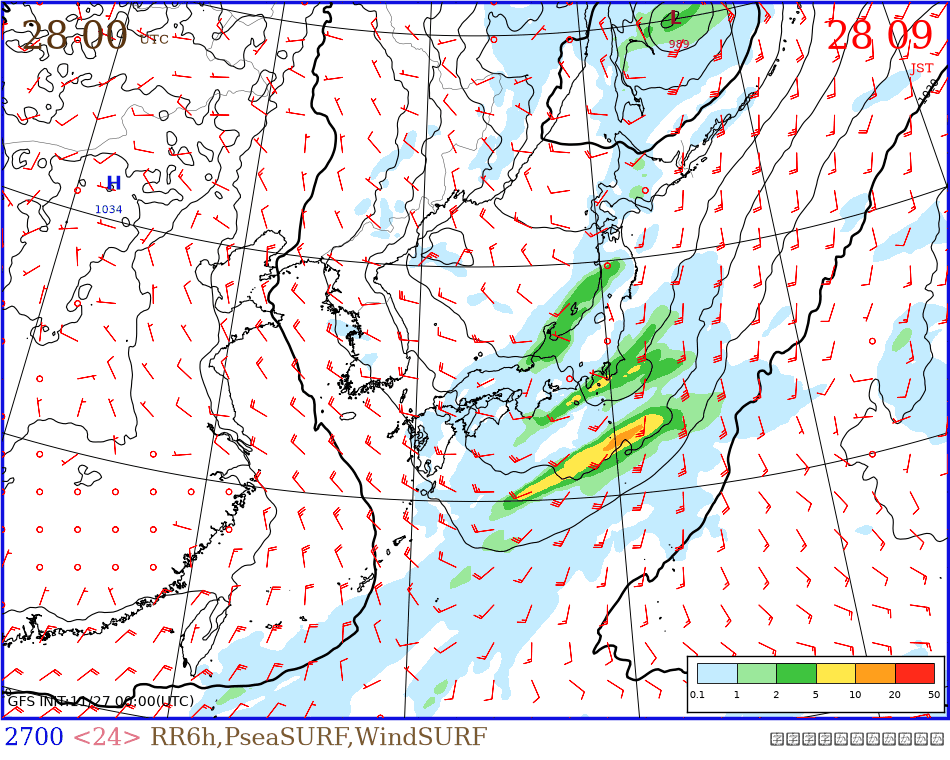 28 00 UTC
28 09
JST
L
989
1020
H
1034
0.1 1 2 5 10 20 50
GFS INIT:11/27 00:00(UTC)
2700 <24> RR6h,PseaSURF,WindSURF